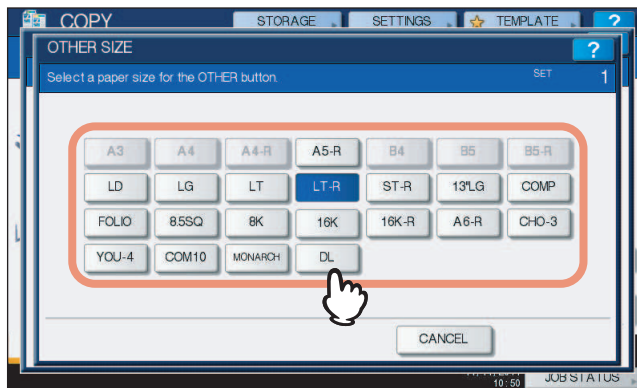 COPY STORAGE SETTINGS TEMPLATE ?
OTHER SIZE ?
Select a paper size for the OTHER button. SET 1
A3 A4 A4-R A5-R B4 B5 B5-R
LD LG LT LT-R ST-R 13"LG COMP
FOLIO 8.5SQ 8K 16K 16K-R A6-R CHO-3
YOU-4 COM10 MONARCH DL
CANCEL
10:50 JOB STATUS